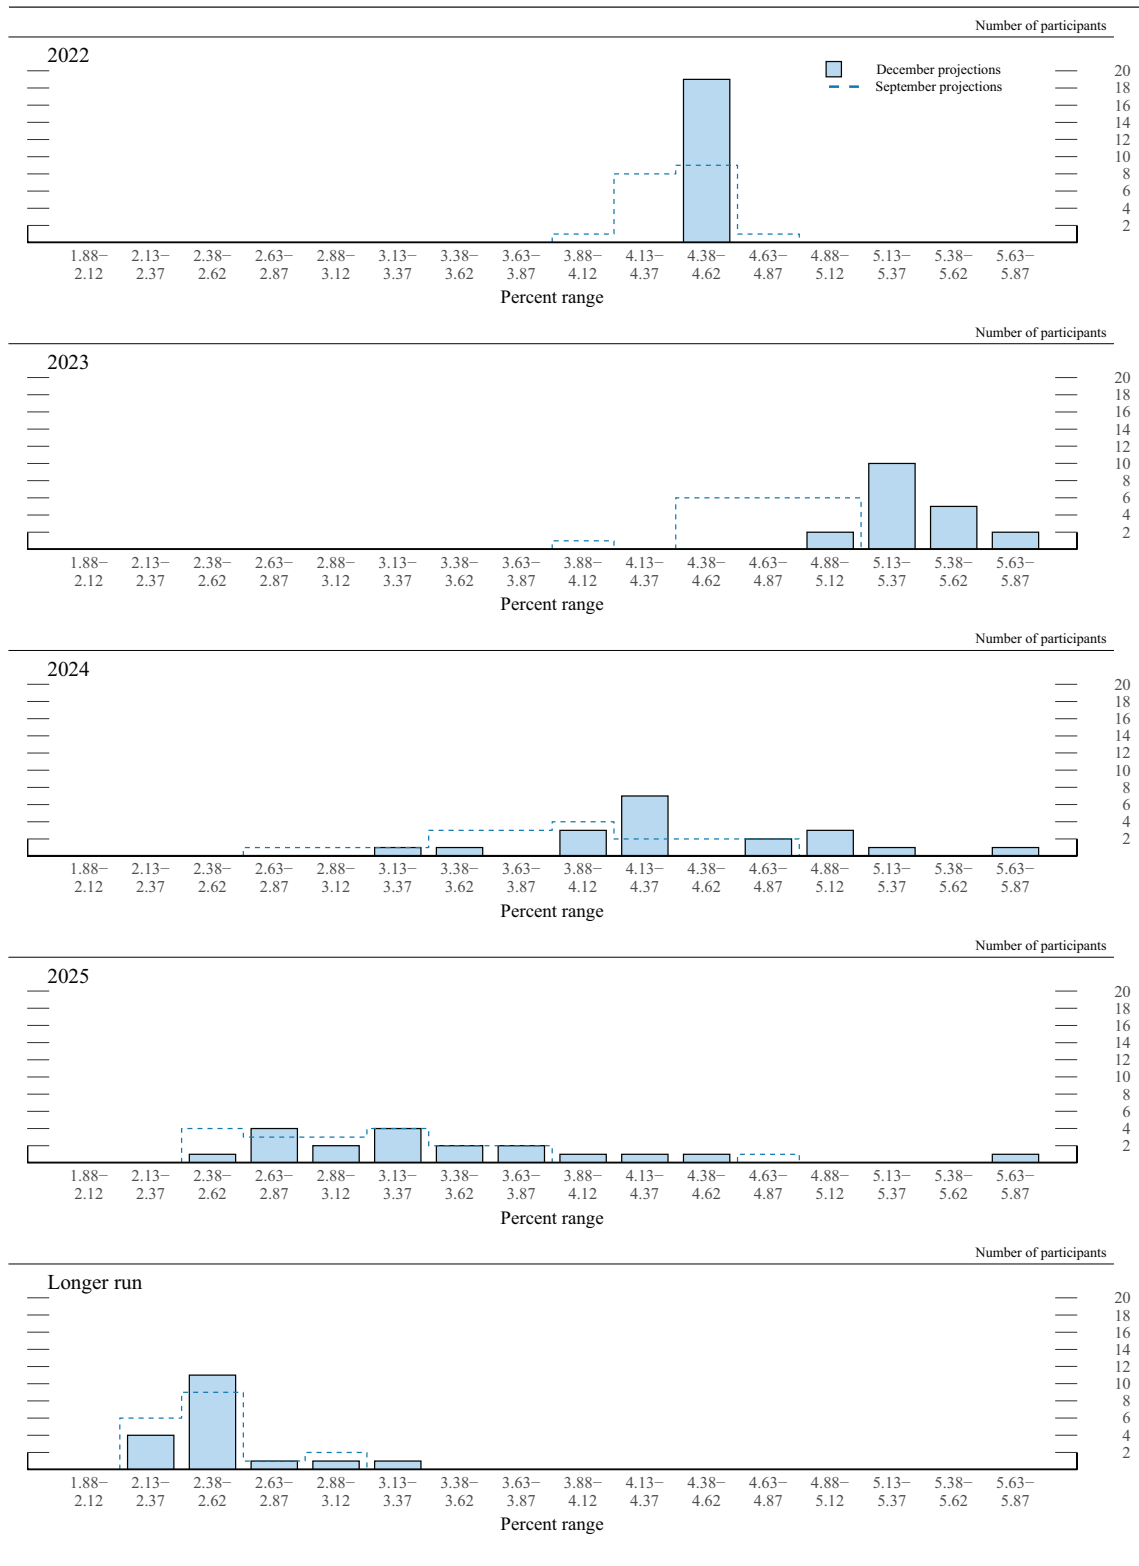 Number of participants
2022
December projections
September projections
20
18
16
14
12
10
8
6
4
2
1.88– 2.13– 2.38– 2.63– 2.88– 3.13– 3.38– 3.63– 3.88– 4.13– 4.38– 4.63– 4.88– 5.13– 5.38– 5.63–
2.12 2.37 2.62 2.87 3.12 3.37 3.62 3.87 4.12 4.37 4.62 4.87 5.12 5.37 5.62 5.87
Percent range
Number of participants
2023
20
18
16
14
12
10
8
6
4
2
1.88– 2.13– 2.38– 2.63– 2.88– 3.13– 3.38– 3.63– 3.88– 4.13– 4.38– 4.63– 4.88– 5.13– 5.38– 5.63–
2.12 2.37 2.62 2.87 3.12 3.37 3.62 3.87 4.12 4.37 4.62 4.87 5.12 5.37 5.62 5.87
Percent range
Number of participants
2024
20
18
16
14
12
10
8
6
4
2
1.88– 2.13– 2.38– 2.63– 2.88– 3.13– 3.38– 3.63– 3.88– 4.13– 4.38– 4.63– 4.88– 5.13– 5.38– 5.63–
2.12 2.37 2.62 2.87 3.12 3.37 3.62 3.87 4.12 4.37 4.62 4.87 5.12 5.37 5.62 5.87
Percent range
Number of participants
2025
20
18
16
14
12
10
8
6
4
2
1.88– 2.13– 2.38– 2.63– 2.88– 3.13– 3.38– 3.63– 3.88– 4.13– 4.38– 4.63– 4.88– 5.13– 5.38– 5.63–
2.12 2.37 2.62 2.87 3.12 3.37 3.62 3.87 4.12 4.37 4.62 4.87 5.12 5.37 5.62 5.87
Percent range
Number of participants
Longer run
20
18
16
14
12
10
8
6
4
2
1.88– 2.13– 2.38– 2.63– 2.88– 3.13– 3.38– 3.63– 3.88– 4.13– 4.38– 4.63– 4.88– 5.13– 5.38– 5.63–
2.12 2.37 2.62 2.87 3.12 3.37 3.62 3.87 4.12 4.37 4.62 4.87 5.12 5.37 5.62 5.87
Percent range